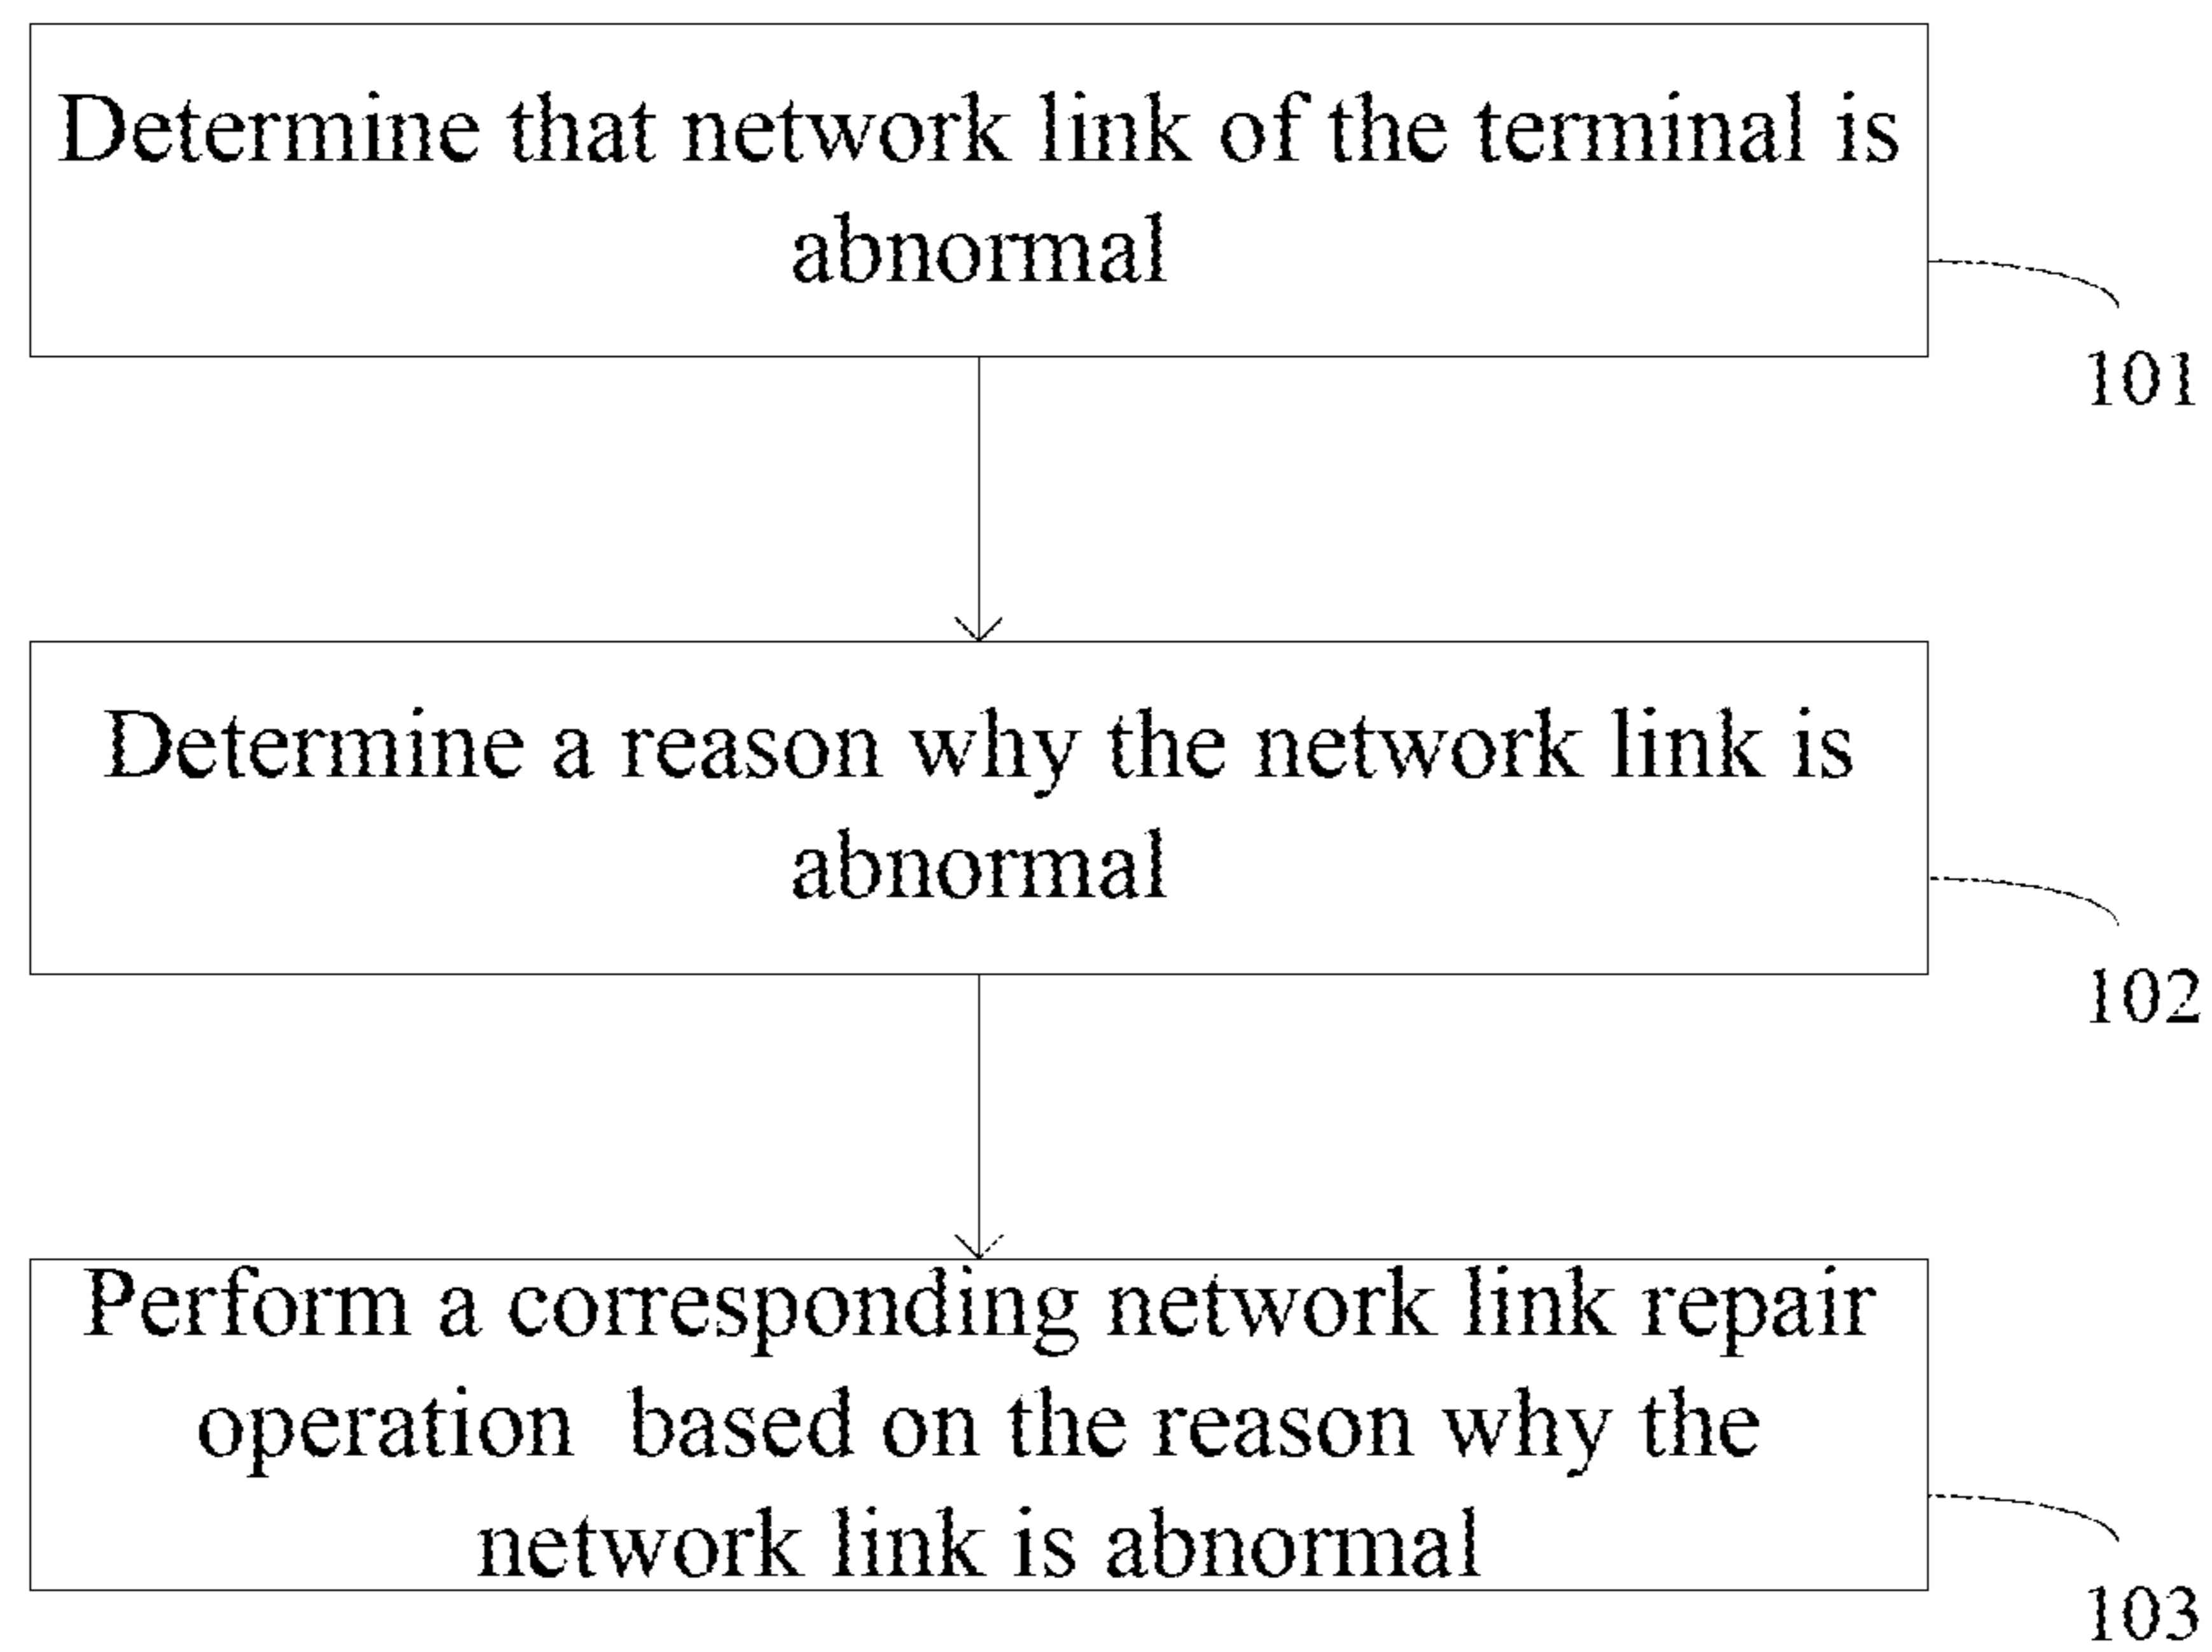 Determine that network link of the terminal is
abnormal
101
Determine a reason why the network link is
abnormal
102
Perform a corresponding network link repair
operation based on the reason why the
network link is abnormal
103